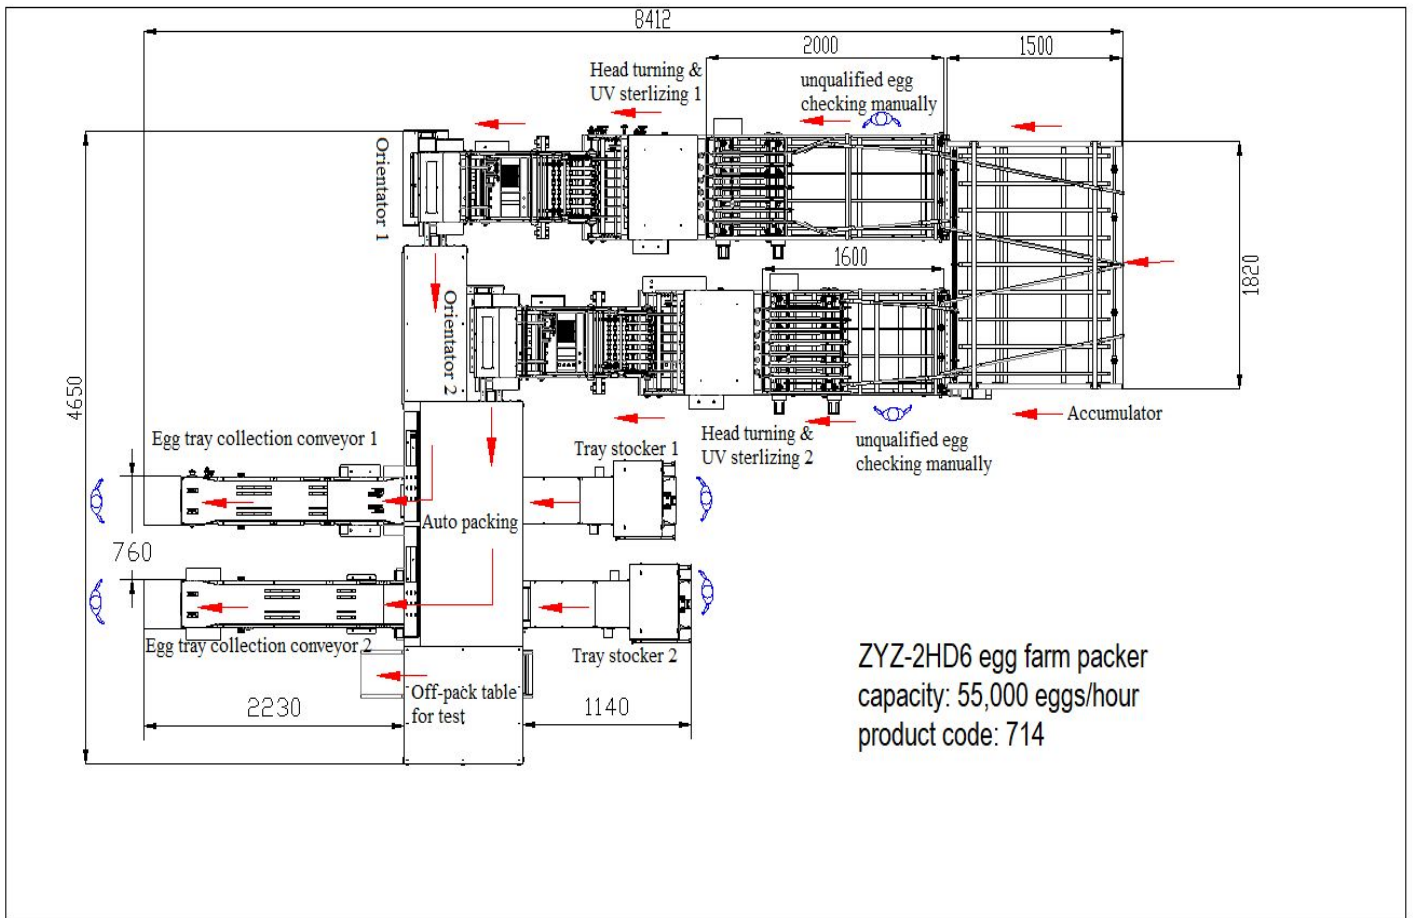 8412
2000
1500
Head turning &
UV sterlizing 1
unqualified egg
checking manually
Orientator 1
1820
1600
Orientator 2
4650
Accumulator
Egg tray collection conveyor 1
Tray stocker 1
Head turning &
UV sterlizing 2
unqualified egg
checking manually
Auto packing
760
Egg tray collection conveyor 2
Tray stocker 2
ZYZ-2HD6 egg farm packer
capacity: 55,000 eggs/hour
product code: 714
Off-pack table
for test
2230
1140